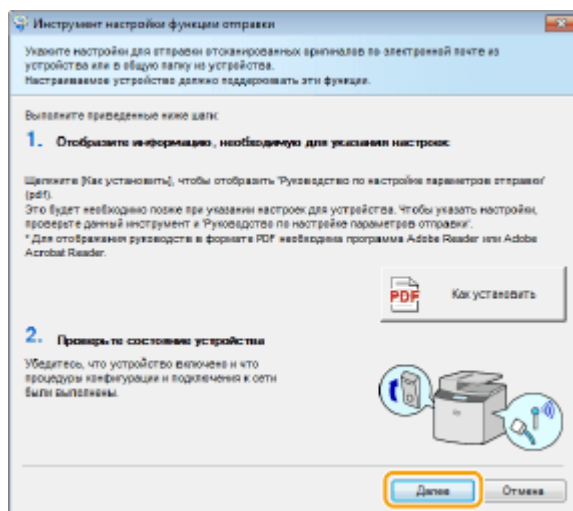 Инструмент настройки функции отправки
Укажите настройки для отправки отсканированных оригиналов по электронной почте из
устройства или в общую папку из устройства.
Настраиваемое устройство должно поддерживать эти функции.
Выполните приведенные ниже шаги:
1. Отобразите информацию, необходимую для указания настроек
Щелкните [Как установить], чтобы отобразить 'Руководство по настройке параметров отправки'
(pdf).
Это будет необходимо позже при указании настроек для устройства. Чтобы указать настройки,
проверьте данный инструмент и 'Руководство по настройке параметров отправки'.
* Для отображения руководств в формате PDF необходима программа Adobe Reader или Adobe
Acrobat Reader.
PDF
Как установить
2. Проверьте состояние устройства
Убедитесь, что устройство включено и что
процедуры конфигурации и подключения к сети
были выполнены.
Далее
Отмена